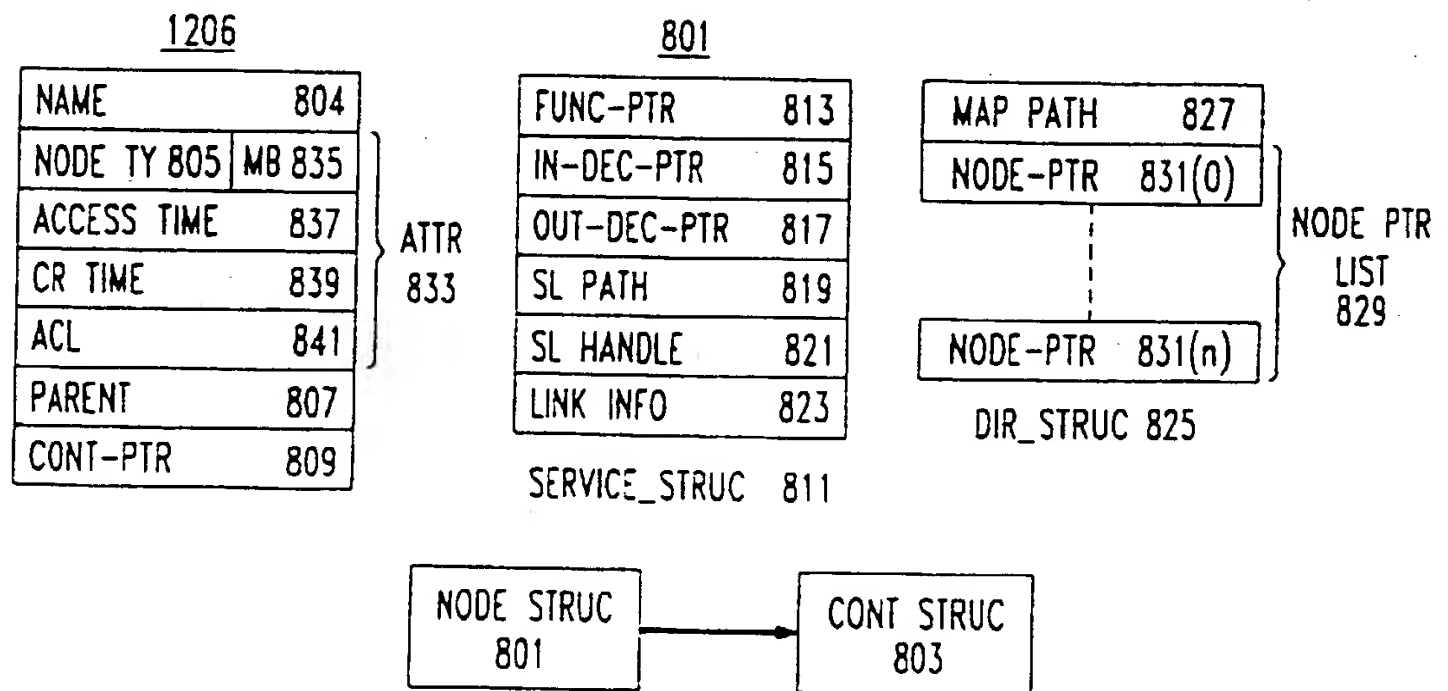 1206
NAME 804
NODE TY 805 MB 835
ACCESS TIME 837
CR TIME 839
ACL 841
PARENT 807
CONT-PTR 809
ATTR
833
801
FUNC-PTR 813
IN-DEC-PTR 815
OUT-DEC-PTR 817
SL PATH 819
SL HANDLE 821
LINK INFO 823
SERVICE_STRUC 811
MAP PATH 827
NODE-PTR 831(0)
NODE-PTR 831(n)
NODE PTR
LIST
829
DIR_STRUC 825
NODE STRUC
801
CONT STRUC
803